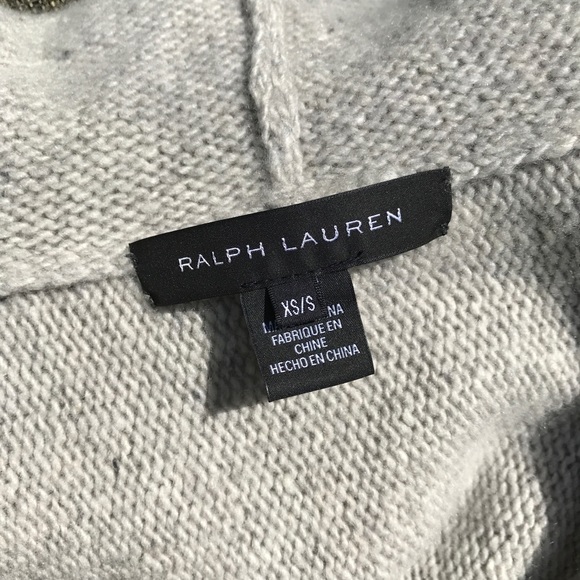 RALPH LAUREN
XS/S
FABRIQUE EN
CHINE
HECHO EN CHINA